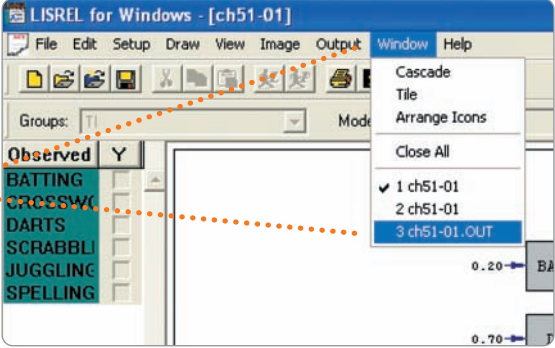 LISREL for Windows - [ch51-01]
File Edit Setup Draw View Image Output Window Help
Groups: TI
Cascade
Tile
Arrange Icons
Close All
1 ch51-01
2 ch51-01
3 ch51-01.OUT
Observed Y
BATTING
DARTS
SCRABBLI
JUGGLING
SPELLING
0.20
0.70